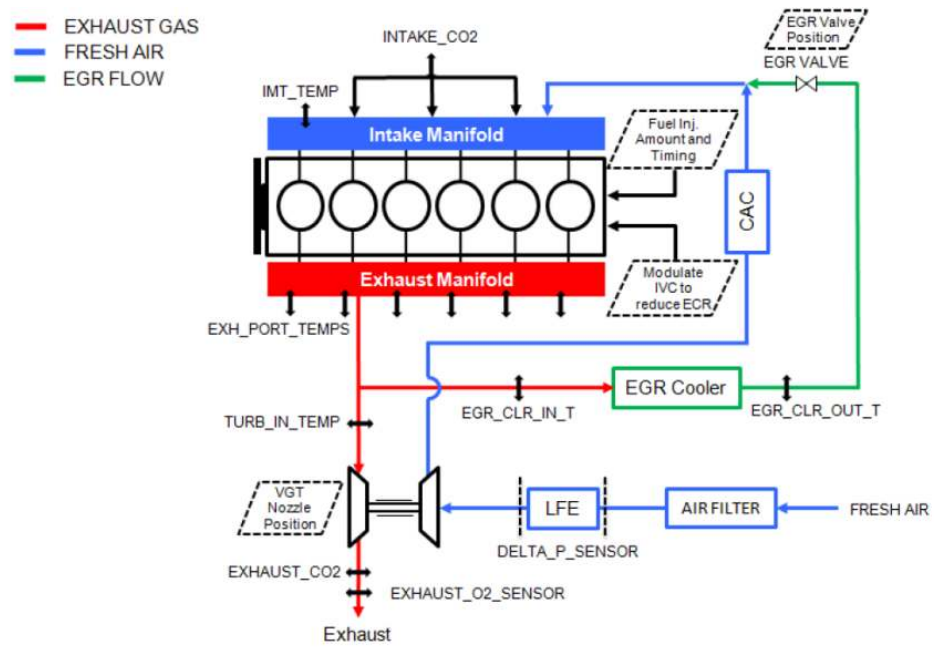 EXHAUST GAS
FRESH AIR
EGR FLOW
INTAKE_CO2
EGR Valve
Position
EGR VALVE
IMT_TEMP
Intake Manifold
Fuel Inj.
Amount and
Timing
CAC
Exhaust Manifold
Modulate
IVC to
reduce ECR
EXH_PORT_TEMPS
EGR Cooler
EGR_CLR_IN_T
EGR_CLR_OUT_T
TURB_IN_TEMP
VGT
Nozzle
Position
LFE
AIR FILTER
FRESH AIR
DELTA_P_SENSOR
EXHAUST_CO2
EXHAUST_O2_SENSOR
Exhaust